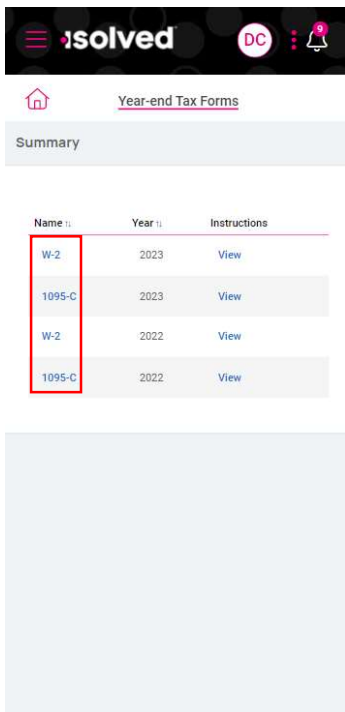 isolved DC 9
Year-end Tax Forms
Summary
Name Year Instructions
W-2 2023 View
1095-C 2023 View
W-2 2022 View
1095-C 2022 View